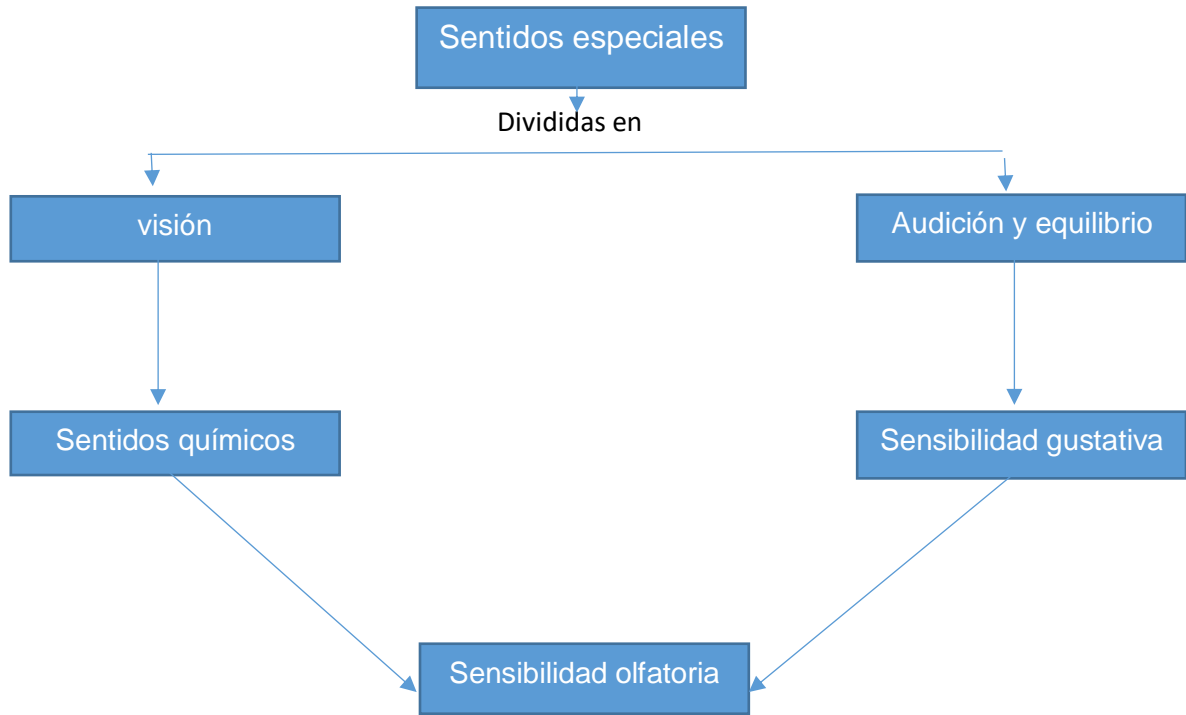 Sentidos especiales
Divididas en
visión
Audición y equilibrio
Sentidos químicos
Sensibilidad gustativa
Sensibilidad olfatoria